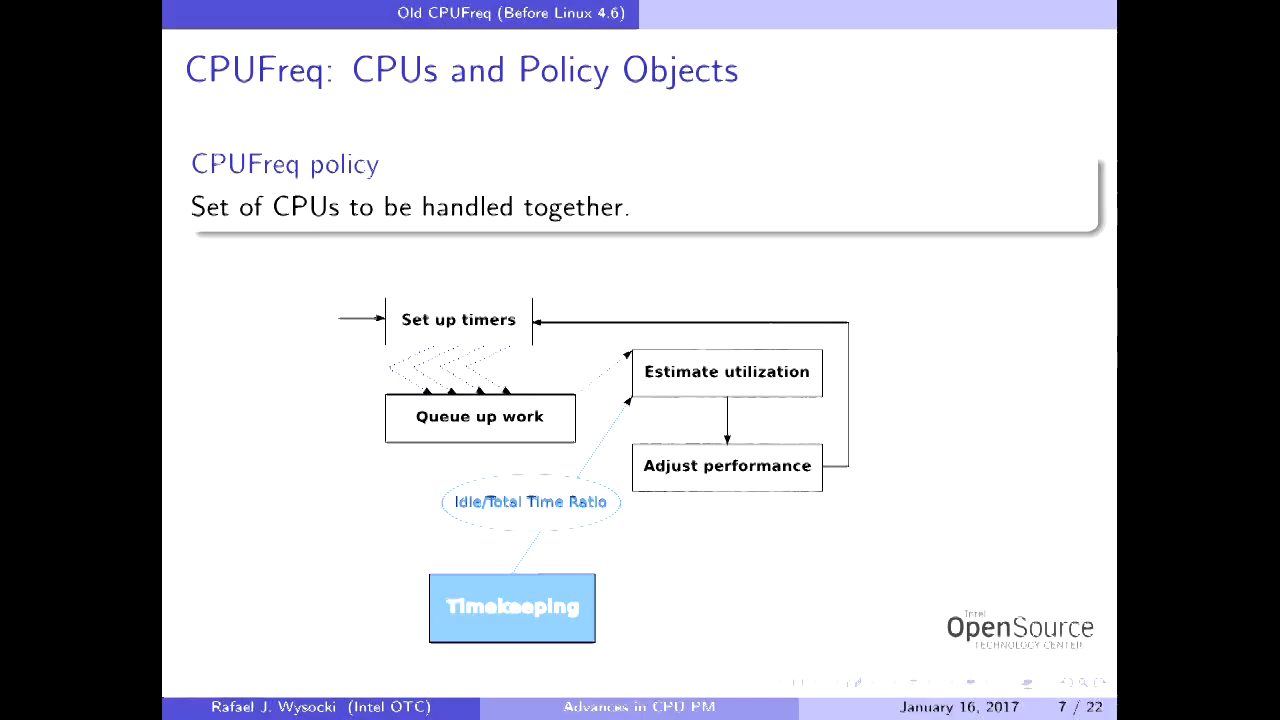 Old CPUFreq (Before Linux 4.6)
CPUFreq: CPUs and Policy Objects
CPUFreq policy
Set of CPUs to be handled together.
Set up timers
Estimate utilization
Queue up work
Adjust performance
Idle/Total Time Ratio
Timekeeping
Intel
OpenSource
TECHNOLOGY CENTER
Rafael J. Wysocki (Intel OTC) Advances in CPU PM January 16, 2017 7 / 22